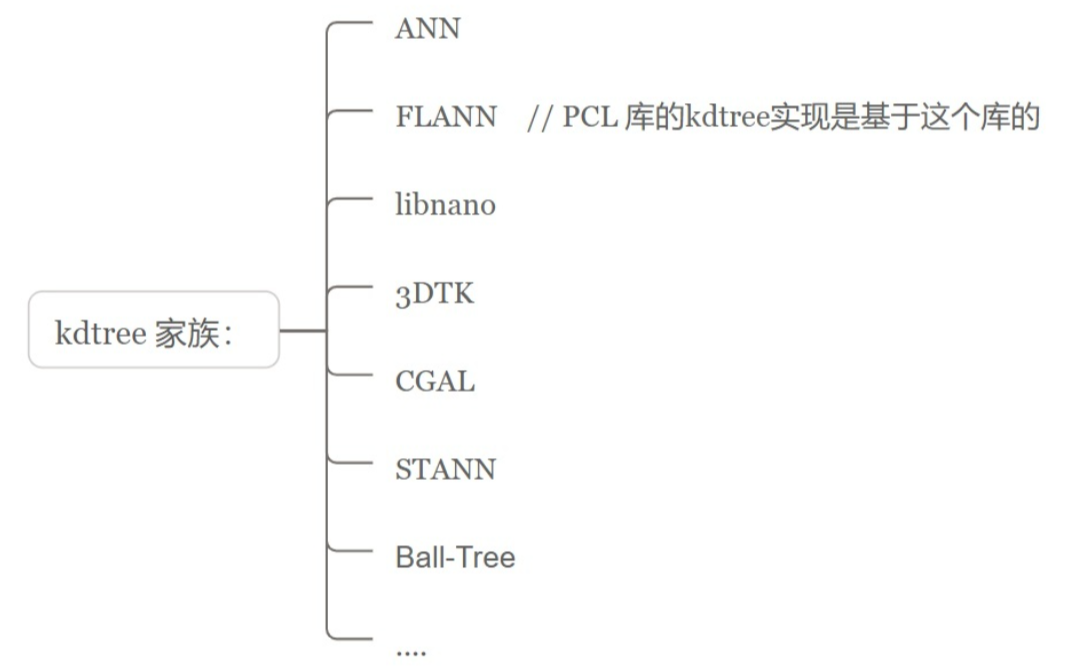 ANN
FLANN // PCL 库的kdtree实现是基于这个库的
libnano
3DTK
kdtree 家族：
CGAL
STANN
Ball-Tree
....